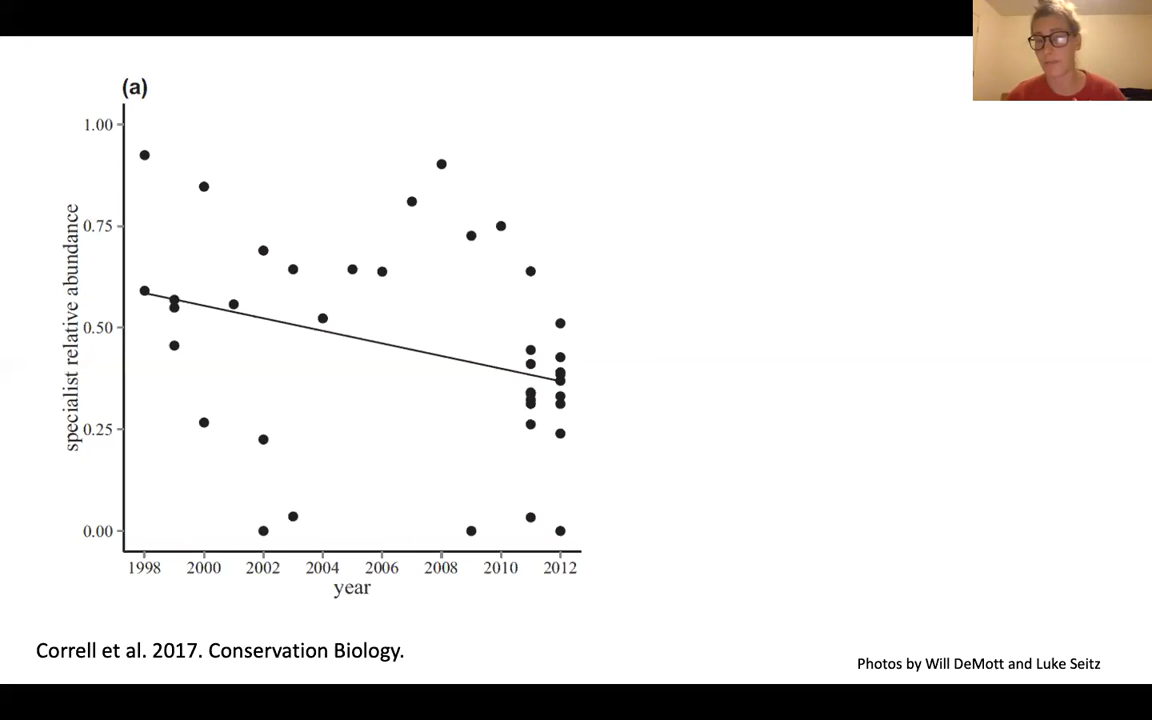 (a)
1.00
0.75
0.50
0.25
0.00
specialist relative abundance
1998 2000 2002 2004 2006 2008 2010 2012
year
Correll et al. 2017. Conservation Biology.
Photos by Will DeMott and Luke Seitz